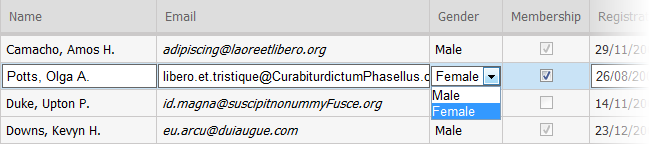 Name Email Gender Membership Registra
Camacho, Amos H. adipiscing@laoreetlibero.org Male 29/11/20
Potts, Olga A. libero.et.tristique@CurabiturdictumPhasellus.c Female 26/08/20
Male
Duke, Upton P. id.magna@suscipitnonummyFusce.org Female 14/11/20
Downs, Kevyn H. eu.arcu@duiaugue.com Male 23/12/20